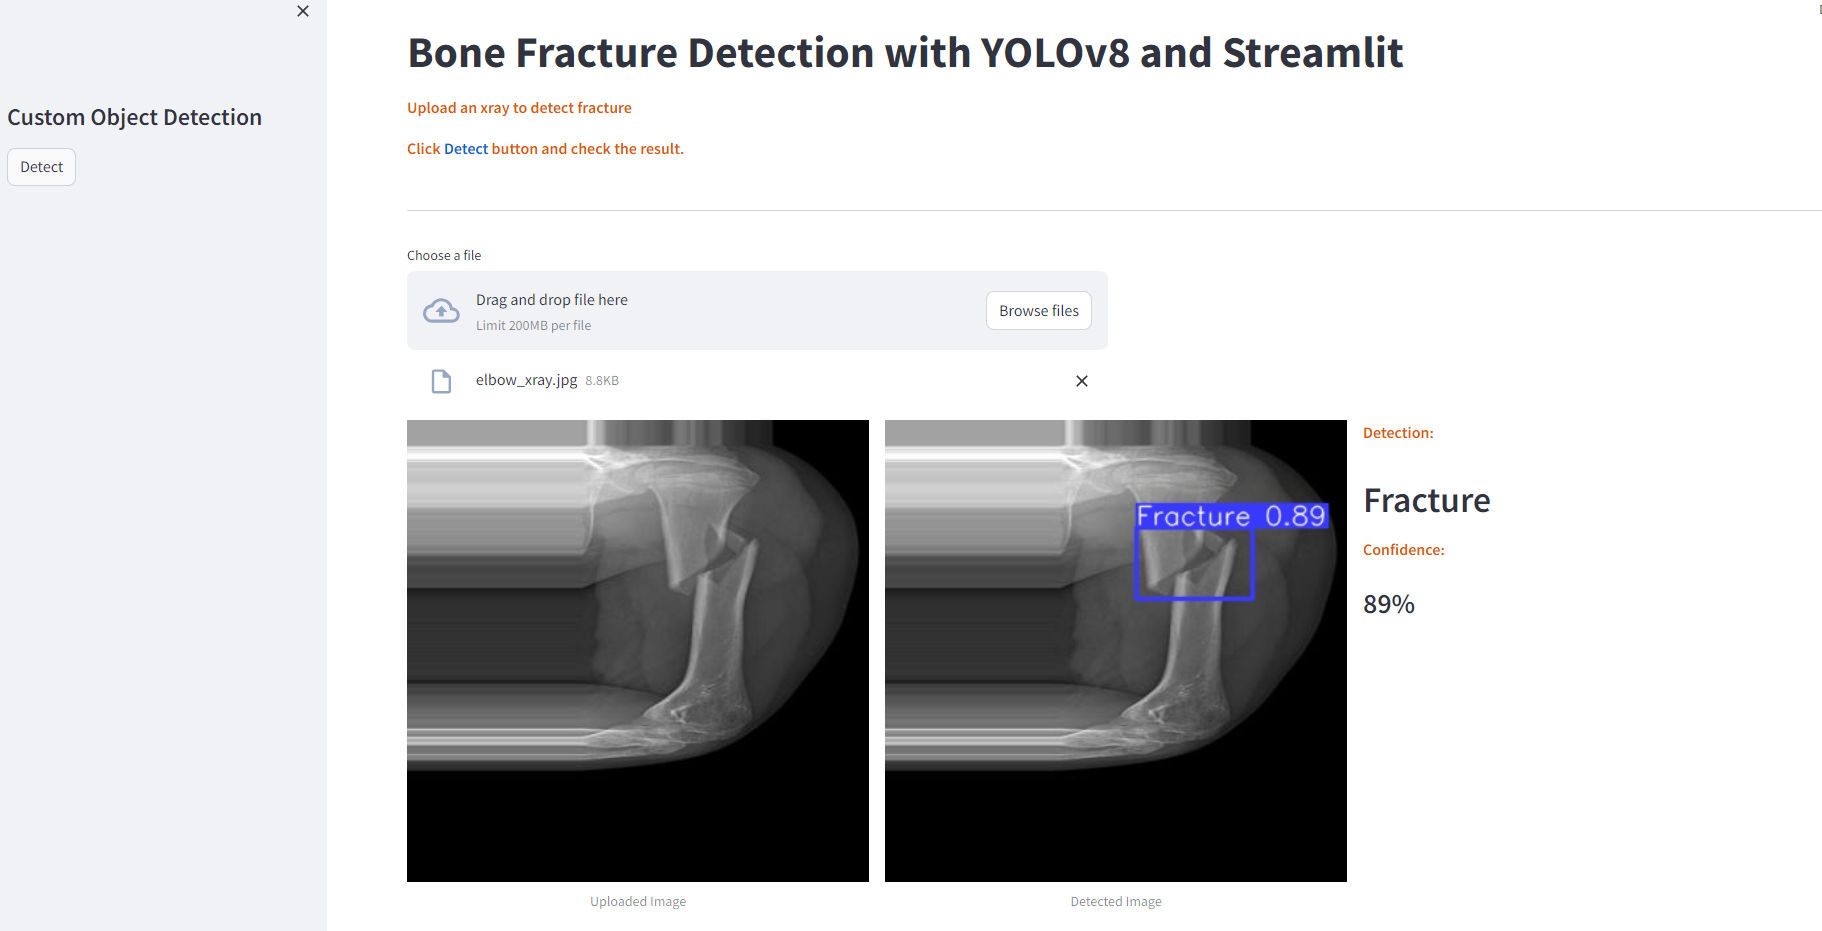 Custom Object Detection
Detect
Bone Fracture Detection with YOLOv8 and Streamlit
Upload an xray to detect fracture
Click Detect button and check the result.
Choose a file
Drag and drop file here
Limit 200MB per file
Browse files
elbow_xray.jpg 8.8KB
Fracture 0.89
Uploaded Image
Detected Image
Detection:
Fracture
Confidence:
89%